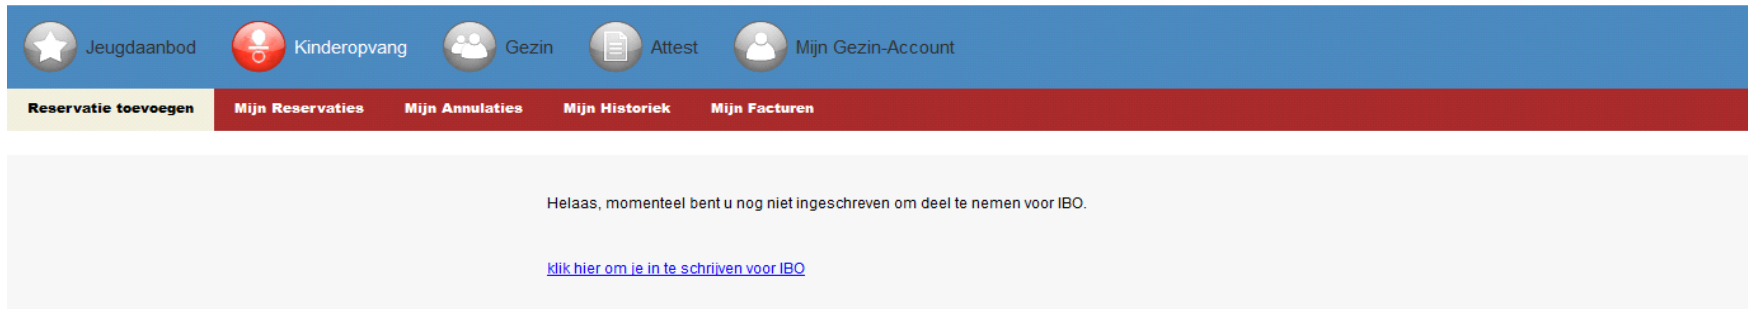 Jeugdaanbod Kinderopvang Gezin Attest Mijn Gezin-Account
Reservatie toevoegen Mijn Reservaties Mijn Annulaties Mijn Historiek Mijn Facturen
Helaas, momenteel bent u nog niet ingeschreven om deel te nemen voor IBO.
klik hier om je in te schrijven voor IBO